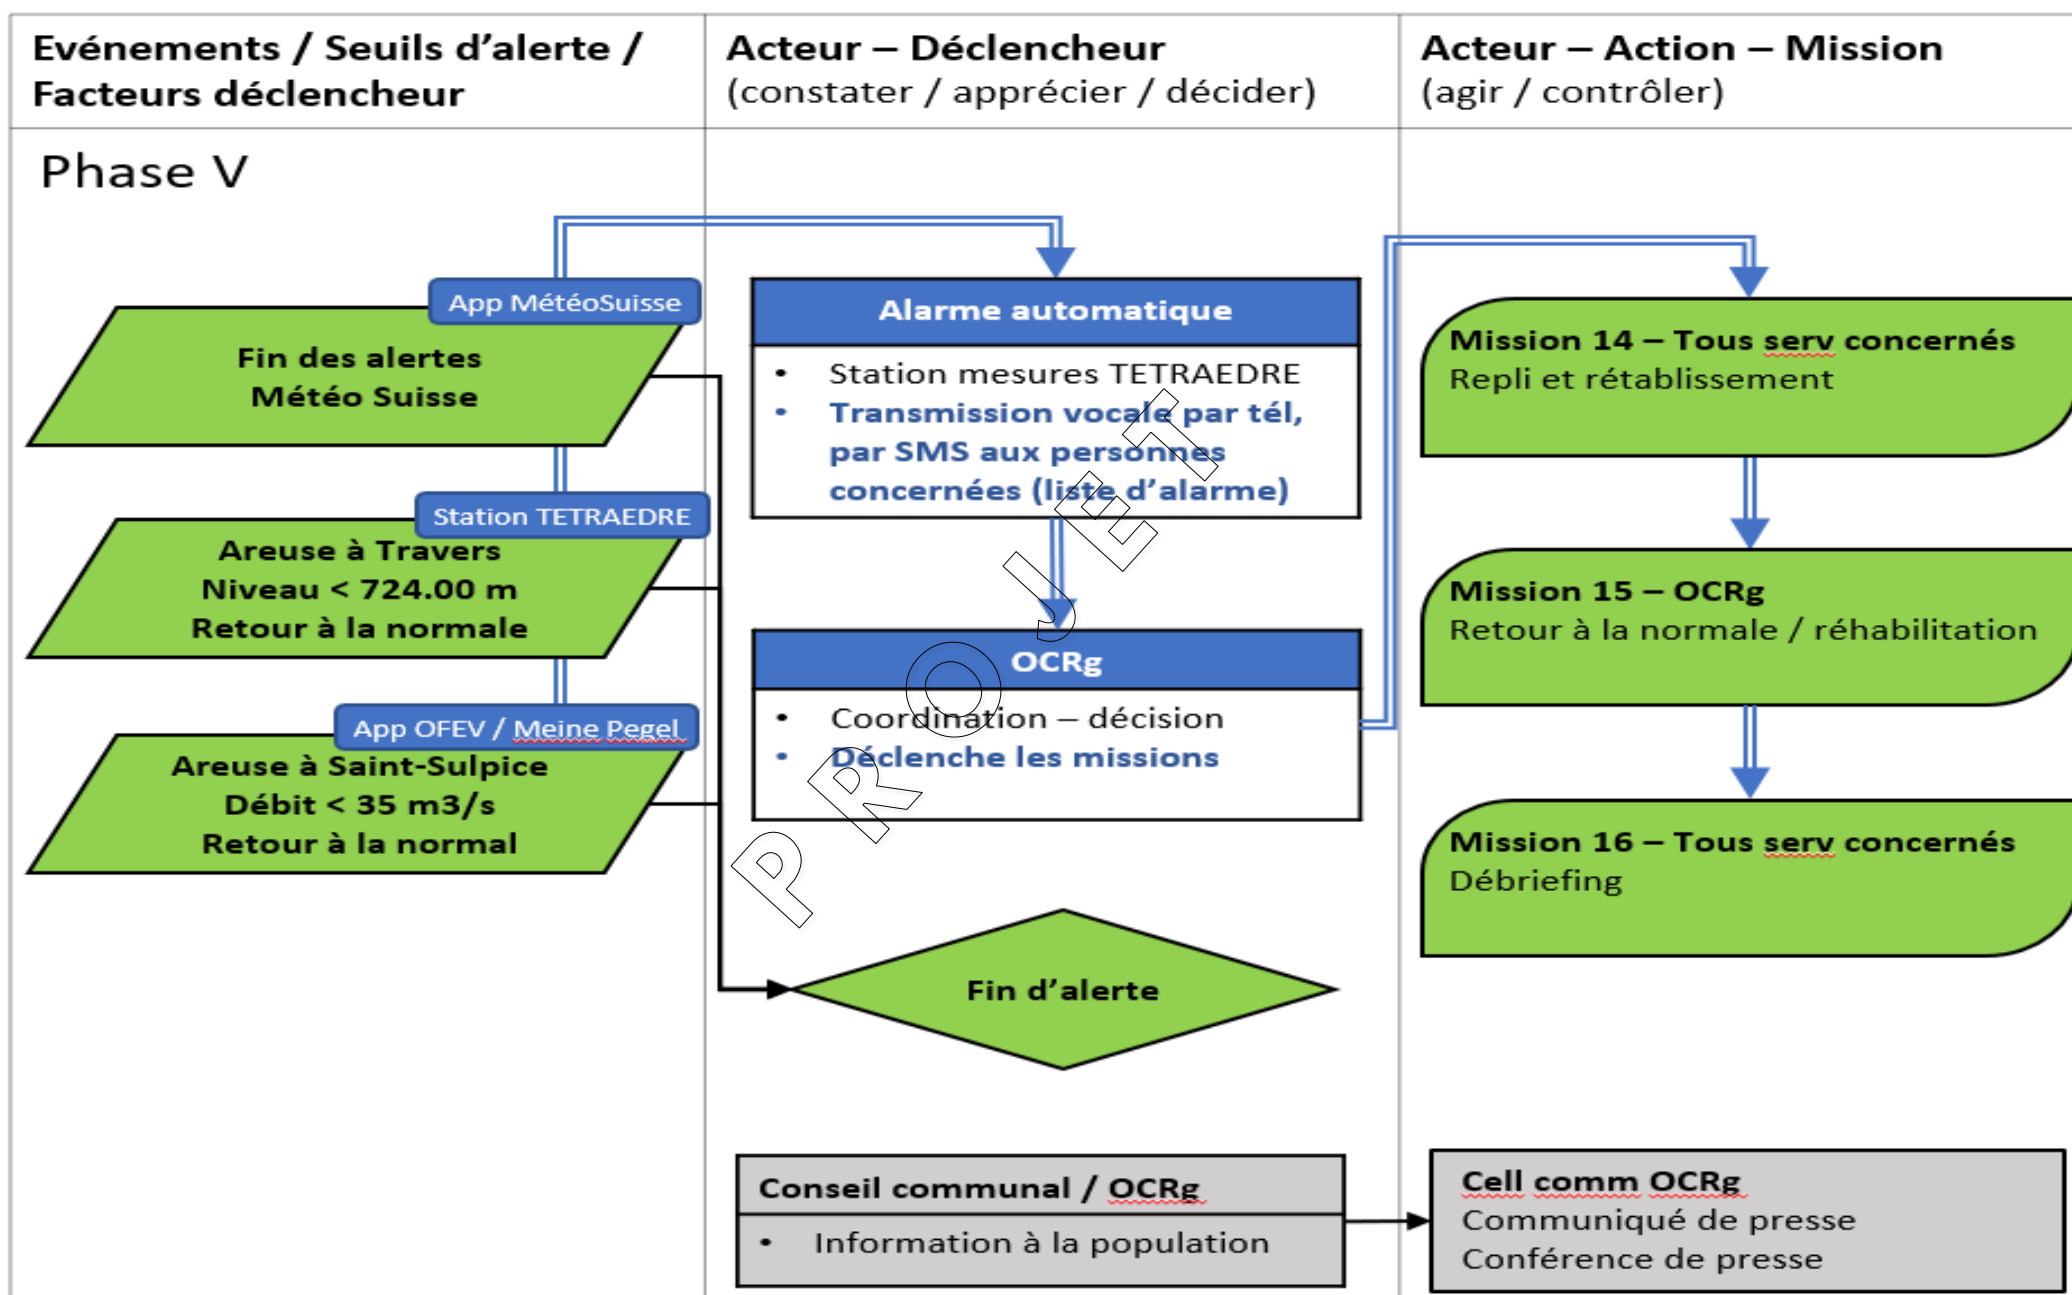 Evénements / Seuils d’alerte /
Facteurs déclencheur
Acteur – Déclencheur
(constater / apprécier / décider)
Acteur – Action – Mission
(agir / contrôler)
Phase V
App MétéoSuisse
Fin des alertes
Météo Suisse
Station TETRAEDRE
Areuse à Travers
Niveau < 724.00 m
Retour à la normale
App OFEV / Meine Pegel
Areuse à Saint-Sulpice
Débit < 35 m3/s
Retour à la normal
Alarme automatique
• Station mesures TETRAEDRE
• Transmission vocale par tél,
par SMS aux personnes
concernées (liste d’alarme)
OCRg
• Coordination – décision
• Déclenche les missions
Fin d’alerte
Conseil communal / OCRg
• Information à la population
Mission 14 – Tous serv concernés
Repli et rétablissement
Mission 15 – OCRg
Retour à la normale / réhabilitation
Mission 16 – Tous serv concernés
Débriefing
Cell comm OCRg
Communiqué de presse
Conférence de presse
PROJET